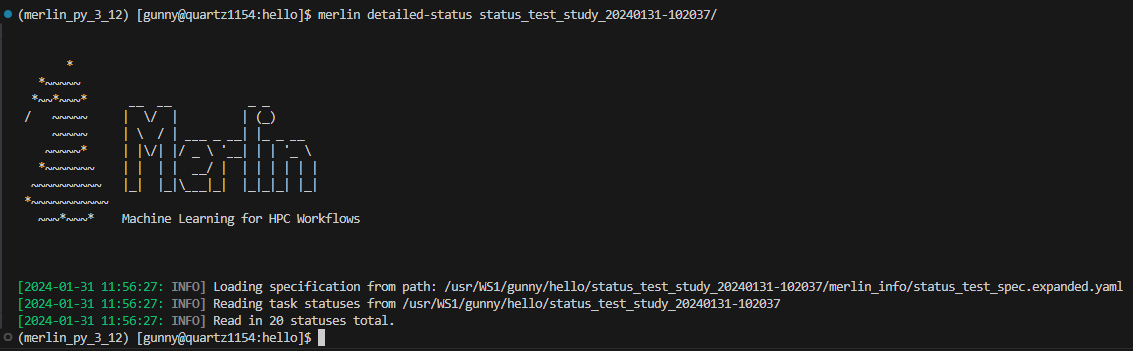 (merlin_py_3_12) [gunny@quartz1154:hello]$ merlin detailed-status status_test_study_20240131-102037/
Merlin
Machine Learning for HPC Workflows
[2024-01-31 11:56:27: INFO] Loading specification from path: /usr/WS1/gunny/hello/status_test_study_20240131-102037/merlin_info/status_test_spec.expanded.yaml
[2024-01-31 11:56:27: INFO] Reading task statuses from /usr/WS1/gunny/hello/status_test_study_20240131-102037
[2024-01-31 11:56:27: INFO] Read in 20 statuses total.
(merlin_py_3_12) [gunny@quartz1154:hello]$